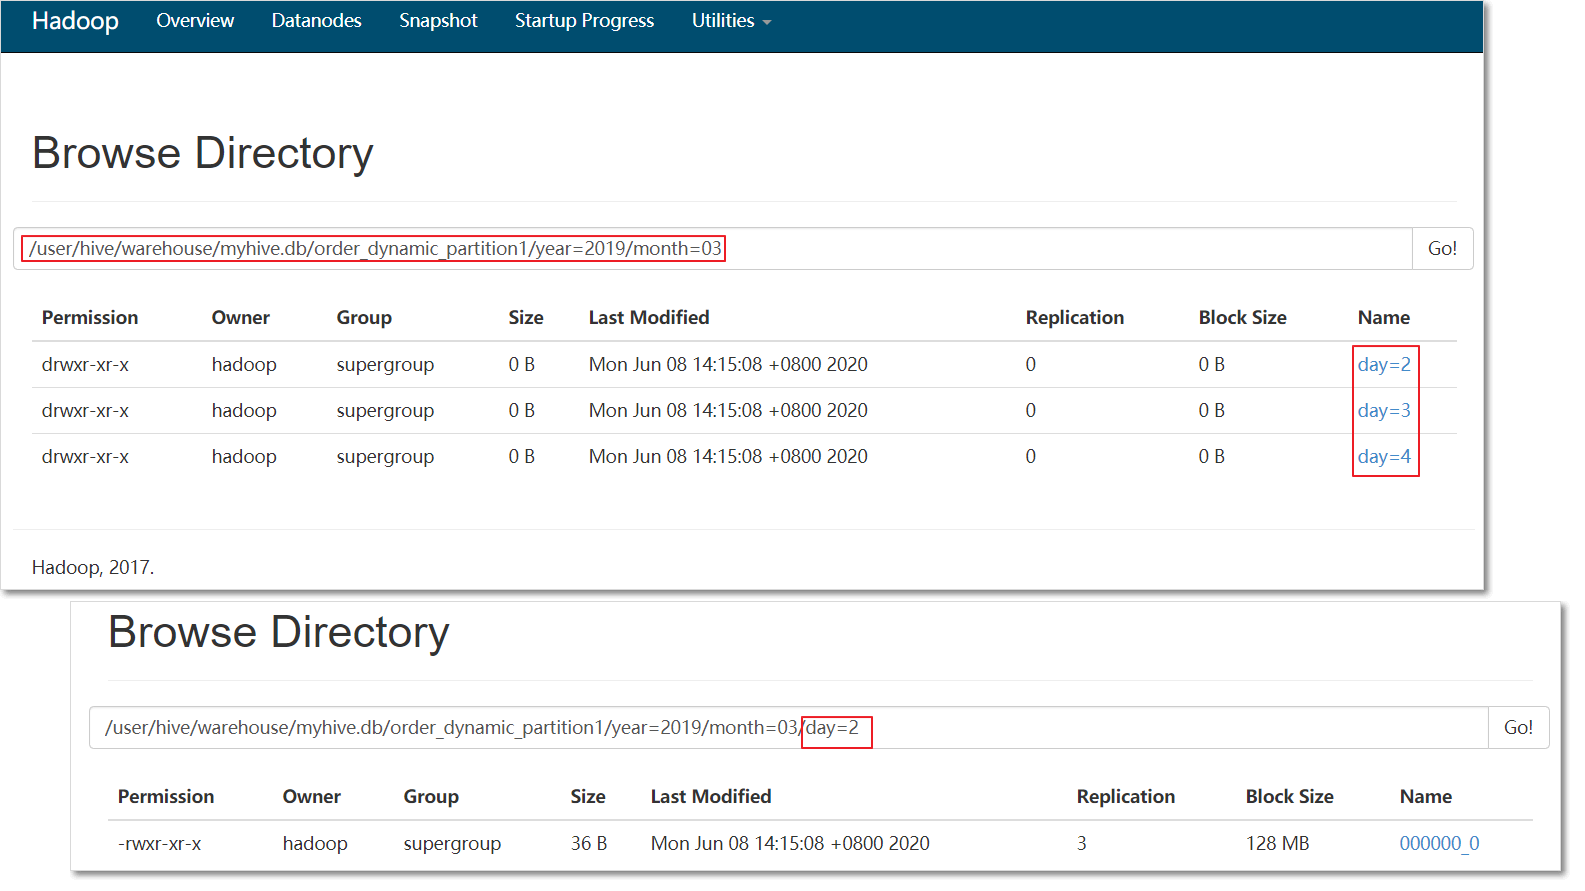 Hadoop Overview Datanodes Snapshot Startup Progress Utilities
Browse Directory
/user/hive/warehouse/myhive.db/order_dynamic_partition1/year=2019/month=03 Go!
Permission Owner Group Size Last Modified Replication Block Size Name
drwxr-xr-x hadoop supergroup 0 B Mon Jun 08 14:15:08 +0800 2020 0 0 B day=2
drwxr-xr-x hadoop supergroup 0 B Mon Jun 08 14:15:08 +0800 2020 0 0 B day=3
drwxr-xr-x hadoop supergroup 0 B Mon Jun 08 14:15:08 +0800 2020 0 0 B day=4
Hadoop, 2017.
Browse Directory
/user/hive/warehouse/myhive.db/order_dynamic_partition1/year=2019/month=03/day=2 Go!
Permission Owner Group Size Last Modified Replication Block Size Name
-rwxr-xr-x hadoop supergroup 36 B Mon Jun 08 14:15:08 +0800 2020 3 128 MB 000000_0